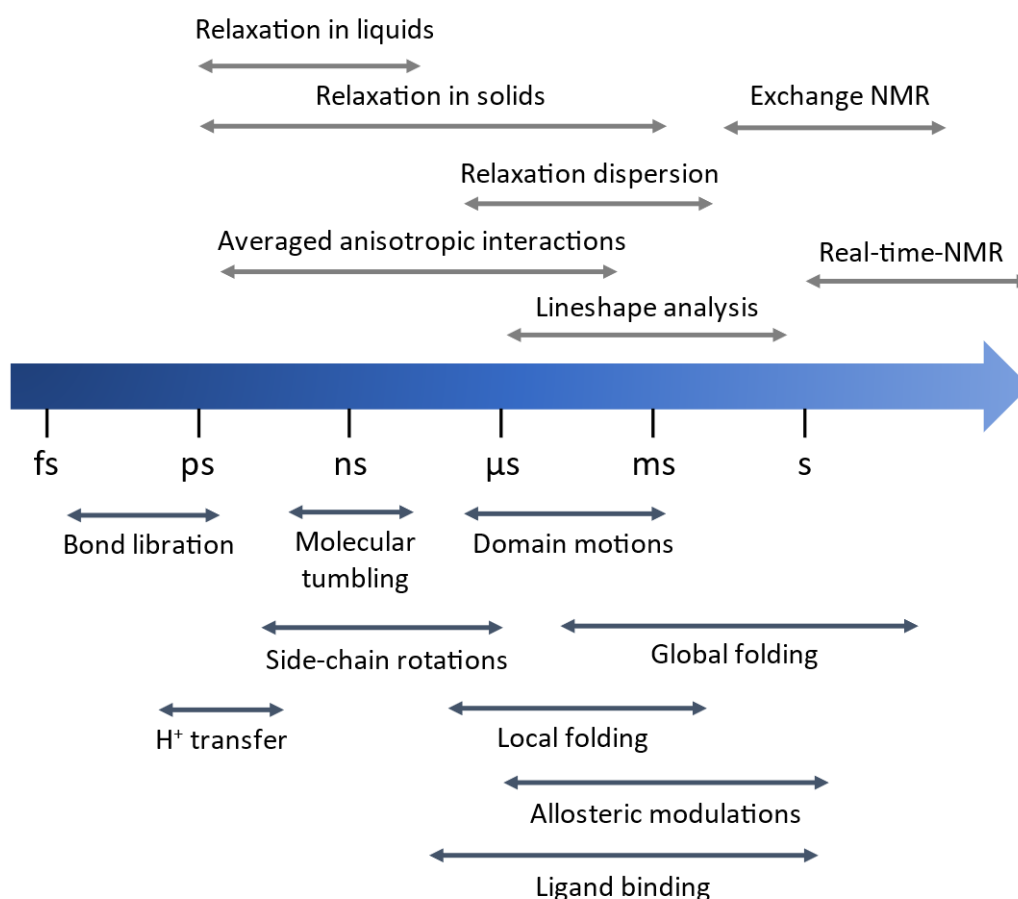 Relaxation in liquids
Relaxation in solids
Exchange NMR
Relaxation dispersion
Averaged anisotropic interactions
Real-time-NMR
Lineshape analysis
fs ps ns μs ms s
Bond libration
Molecular
tumbling
Domain motions
Side-chain rotations
Global folding
H⁺ transfer
Local folding
Allosteric modulations
Ligand binding